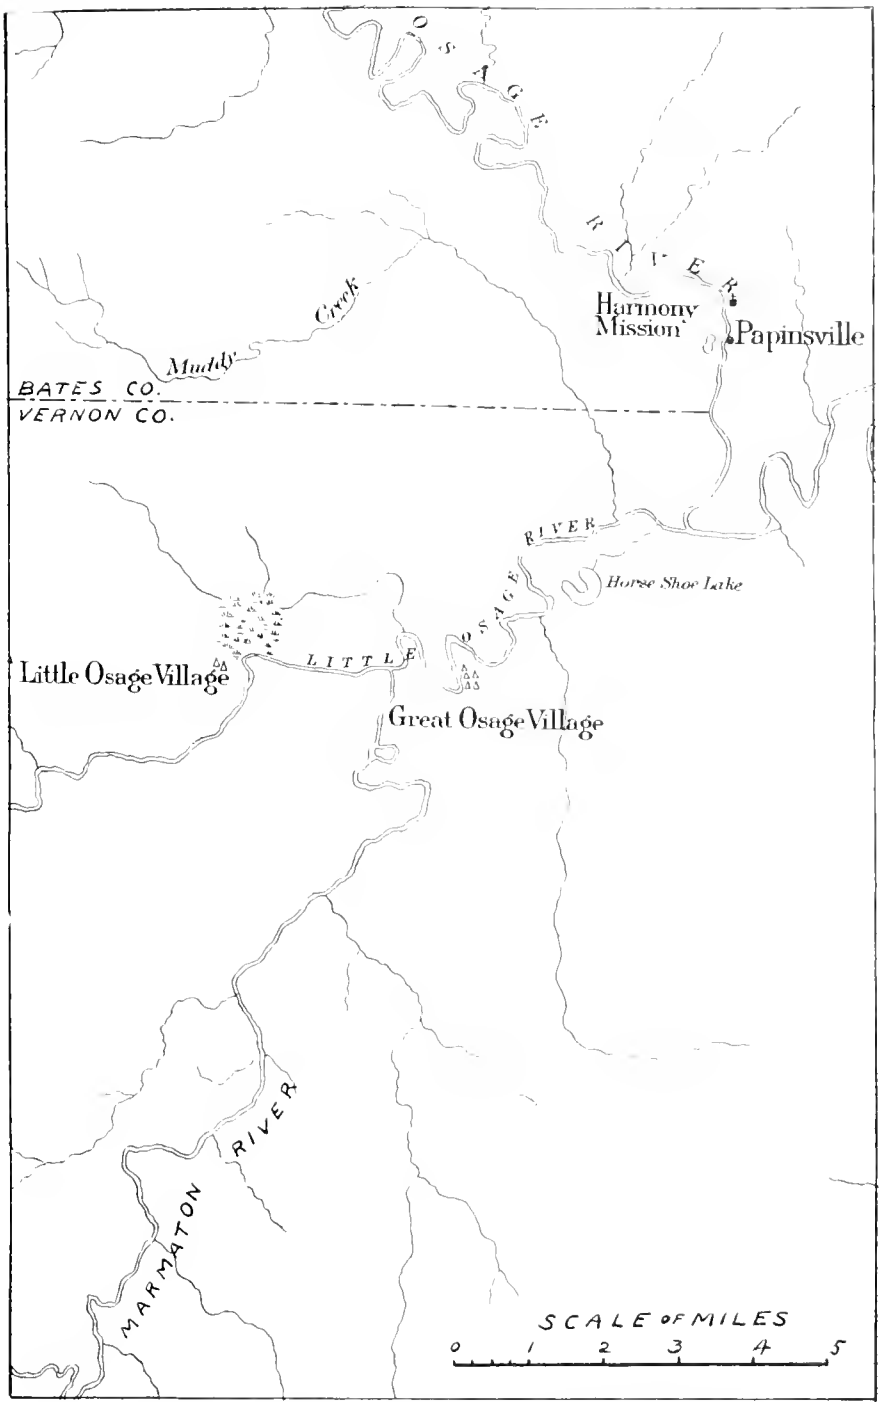 OSAGE RIVER
Harmony
Mission
Papinsville
Muddy Creek
BATES CO.
VERNON CO.
LITTLE OSAGE RIVER
Horse Shoe Lake
Little Osage Village
Great Osage Village
MARMATON RIVER
SCALE OF MILES
0 1 2 3 4 5